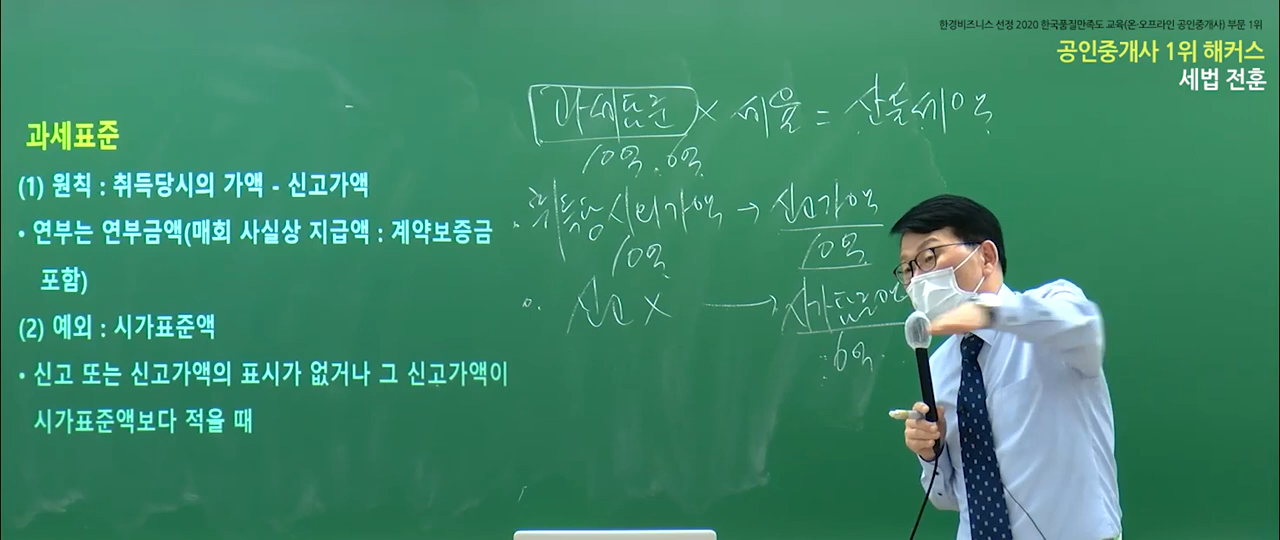 한경비즈니스 선정 2020 한국품질만족도 교육(온·오프라인 공인중개사) 부문 1위
공인중개사 1위 해커스
세법 전훈
과세표준
(1) 원칙 : 취득당시의 가액 - 신고가액
• 연부는 연부금액(매회 사실상 지급액 : 계약보증금
포함)
(2) 예외 : 시가표준액
• 신고 또는 신고가액의 표시가 없거나 그 신고가액이
시가표준액보다 적을 때
과세표준 × 세율 = 산출세액
10억, 6억
취득당시의가액 → 신고가액
10억 10억
신고 X → 시가표준액
6억